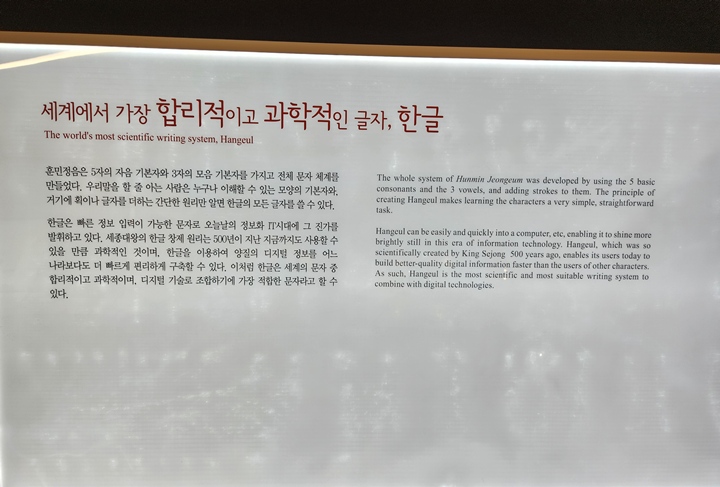 세계에서 가장 합리적이고 과학적인 글자, 한글
The world's most scientific writing system, Hangeul
훈민정음은 5자의 자음 기본자와 3자의 모음 기본자를 가지고 전체 문자 체계를
만들었다. 우리말을 할 줄 아는 사람은 누구나 이해할 수 있는 모양의 기본자와,
거기에 획이나 글자를 더하는 간단한 원리만 알면 한글의 모든 글자를 쓸 수 있다.
한글은 빠른 정보 입력이 가능한 문자로 오늘날의 정보화 IT시대에 그 진가를
발휘하고 있다. 세종대왕의 한글 창제 원리는 500년이 지난 지금까지도 사용할 수
있을 만큼 과학적인 것이며, 한글을 이용하여 양질의 디지털 정보를 어느
나라보다도 더 빠르게 편리하게 구축할 수 있다. 이처럼 한글은 세계의 문자 중
합리적이고 과학적이며, 디지털 기술로 조합하기에 가장 적합한 문자라고 할 수
있다.
The whole system of Hunmin Jeongeum was developed by using the 5 basic
consonants and the 3 vowels, and adding strokes to them. The principle of
creating Hangeul makes learning the characters a very simple, straightforward
task.
Hangeul can be easily and quickly into a computer, etc, enabling it to shine more
brightly still in this era of information technology. Hangeul, which was so
scientifically created by King Sejong 500 years ago, enables its users today to
build better-quality digital information faster than the users of other characters.
As such, Hangeul is the most scientific and most suitable writing system to
combine with digital technologies.